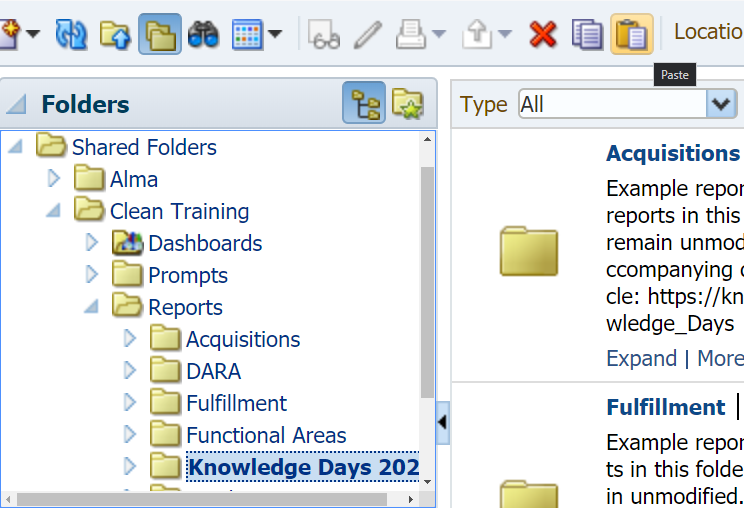 Locatio
Paste
Folders
Shared Folders
Alma
Clean Training
Dashboards
Prompts
Reports
Acquisitions
DARA
Fulfillment
Functional Areas
Knowledge Days 202
Type All
Acquisitions
Example repor
reports in this
remain unmod
ccompanying
cle: https://kn
wledge_Days
Expand | More
Fulfillment |
Example repor
ts in this folde
in unmodified.